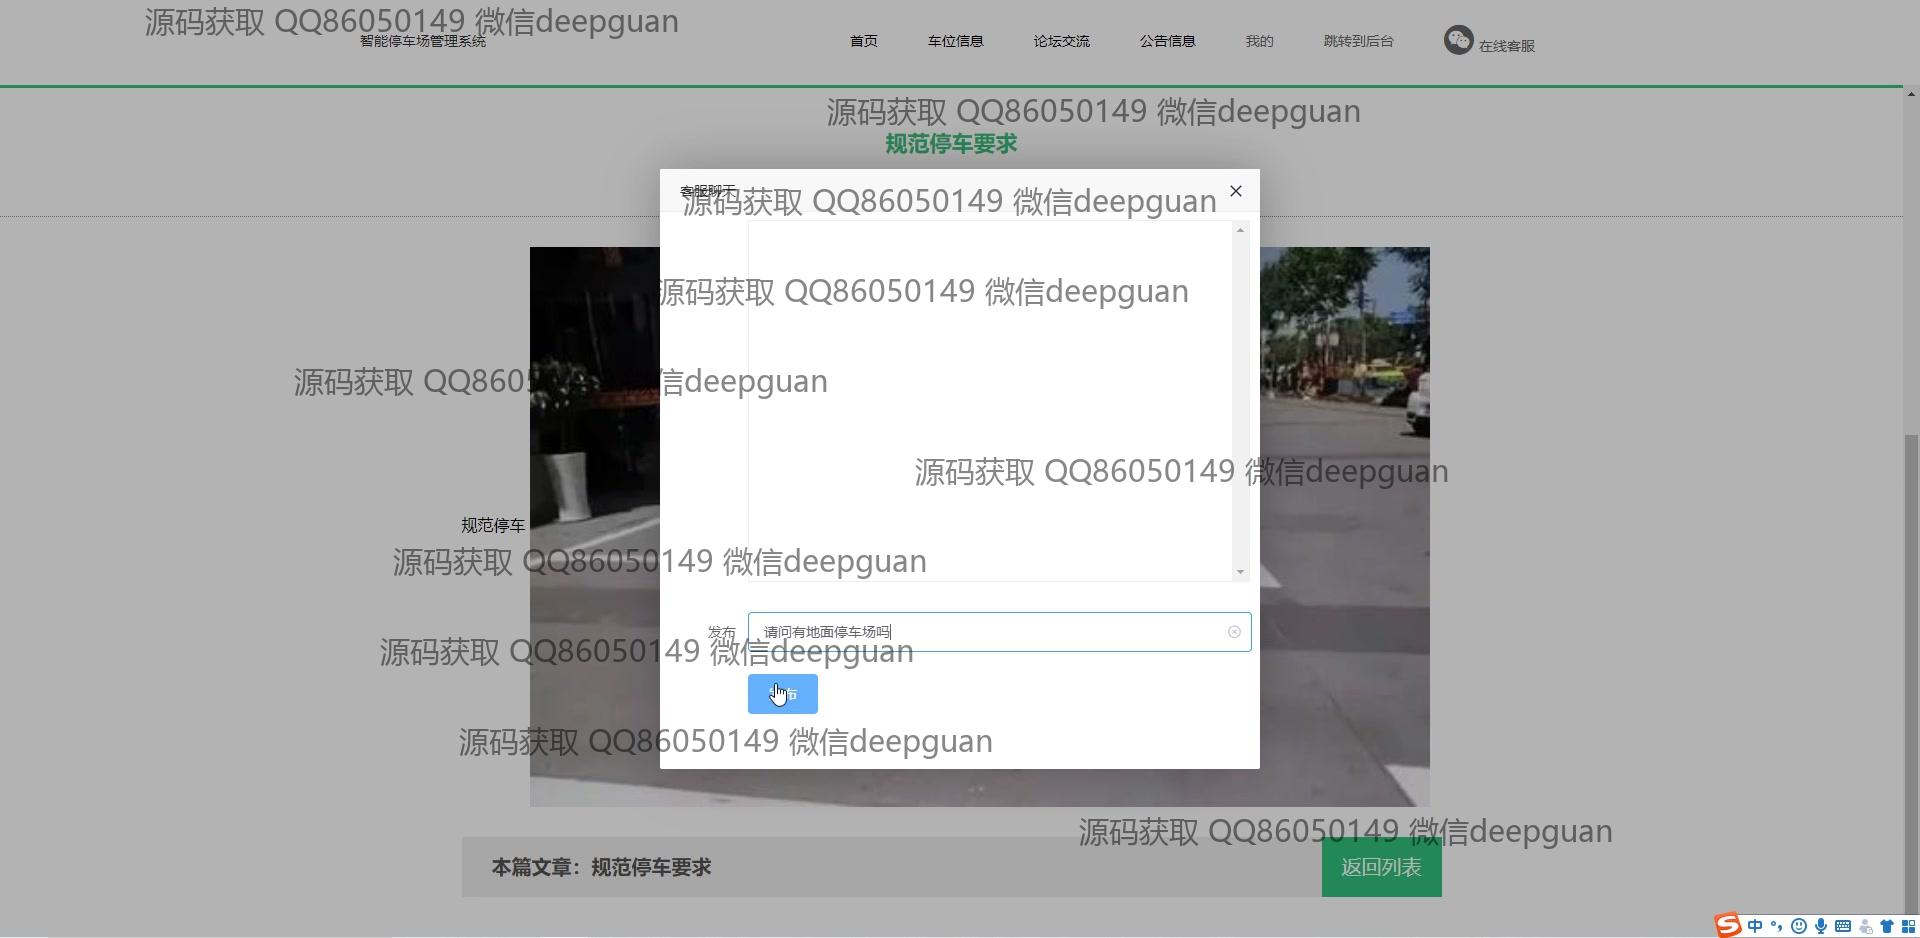 源码获取 QQ86050149 微信deepguan
智能停车场管理系统
首页
车位信息
论坛交流
公告信息
我的
跳转到后台
在线客服
源码获取 QQ86050149 微信deepguan
规范停车要求
客服聊天
源码获取 QQ86050149 微信deepguan
源码获取 QQ86050149 微信deepguan
源码获取 QQ8605
信deepguan
源码获取 QQ86050149 微信deepguan
规范停车
源码获取 QQ86050149 微信deepguan
发布
请问有地面停车场吗
源码获取 QQ86050149 微信deepguan
布
源码获取 QQ86050149 微信deepguan
源码获取 QQ86050149 微信deepguan
本篇文章：规范停车要求
返回列表
中